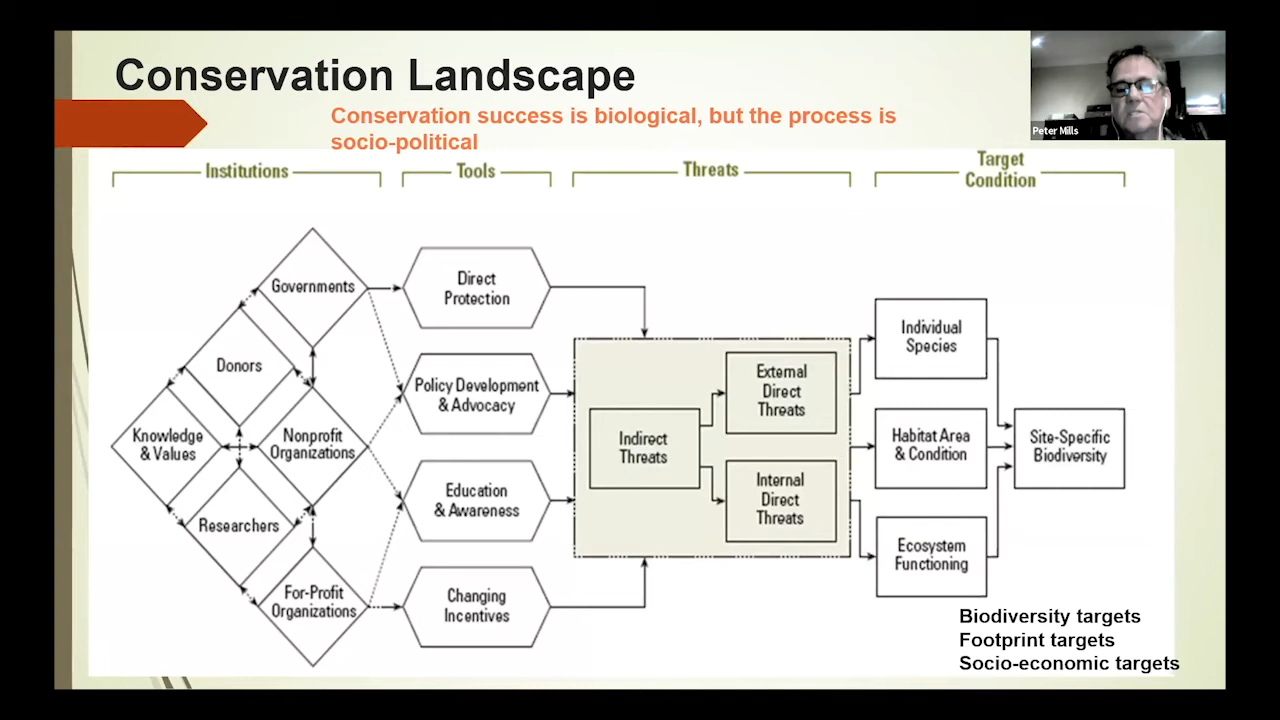 Conservation Landscape
Conservation success is biological, but the process is
socio-political
Peter Mills
Institutions
Tools
Threats
Target
Condition
Governments
Donors
Knowledge
& Values
Nonprofit
Organizations
Researchers
For-Profit
Organizations
Direct
Protection
Policy Development
& Advocacy
Education
& Awareness
Changing
Incentives
Indirect
Threats
External
Direct
Threats
Internal
Direct
Threats
Individual
Species
Habitat Area
& Condition
Ecosystem
Functioning
Site-Specific
Biodiversity
Biodiversity targets
Footprint targets
Socio-economic targets